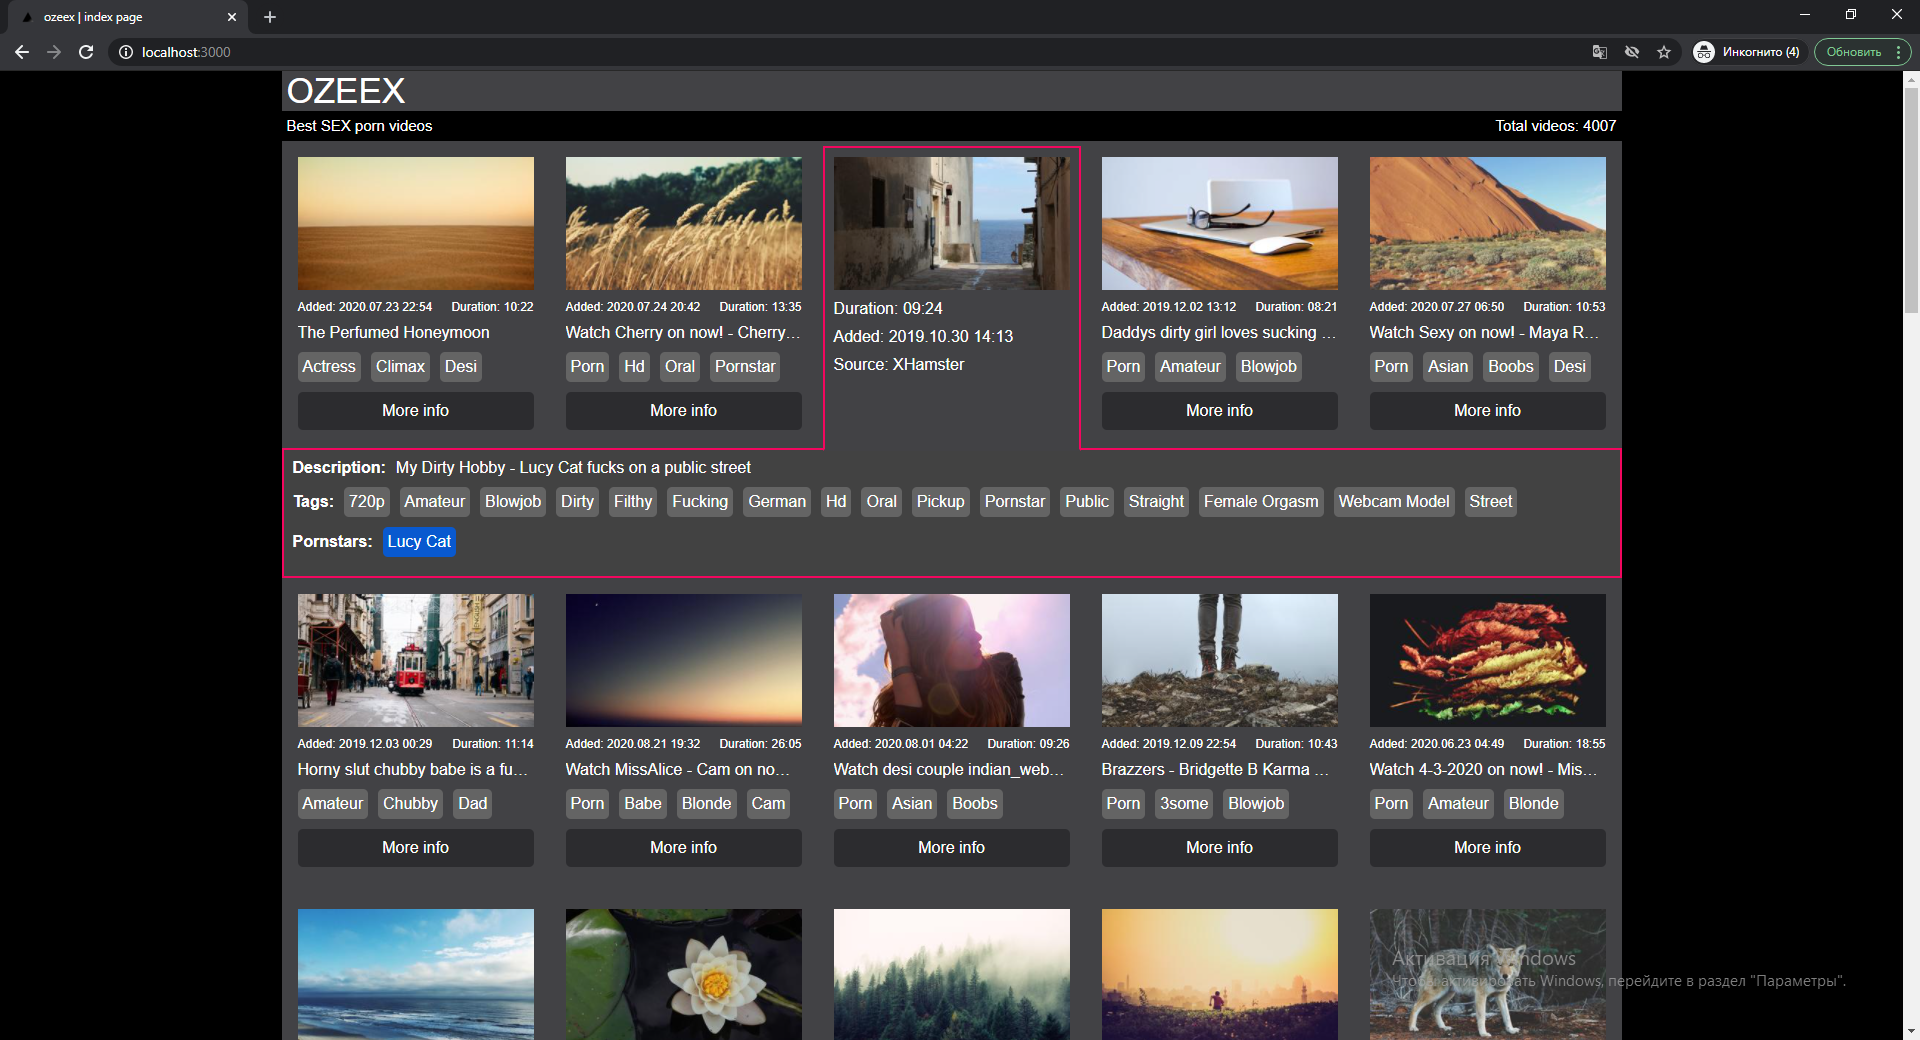 ozeex | index page
localhost:3000
Инкогнито (4)
Обновить
OZEEX
Best SEX porn videos
Total videos: 4007
Added: 2020.07.23 22:54 Duration: 10:22
The Perfumed Honeymoon
Actress Climax Desi
More info
Added: 2020.07.24 20:42 Duration: 13:35
Watch Cherry on now! - Cherry...
Porn Hd Oral Pornstar
More info
Duration: 09:24
Added: 2019.10.30 14:13
Source: XHamster
Added: 2019.12.02 13:12 Duration: 08:21
Daddys dirty girl loves sucking ...
Porn Amateur Blowjob
More info
Added: 2020.07.27 06:50 Duration: 10:53
Watch Sexy on now! - Maya R...
Porn Asian Boobs Desi
More info
Description: My Dirty Hobby - Lucy Cat fucks on a public street
Tags: 720p Amateur Blowjob Dirty Filthy Fucking German Hd Oral Pickup Pornstar Public Straight Female Orgasm Webcam Model Street
Pornstars: Lucy Cat
Added: 2019.12.03 00:29 Duration: 11:14
Horny slut chubby babe is a fu...
Amateur Chubby Dad
More info
Added: 2020.08.21 19:32 Duration: 26:05
Watch MissAlice - Cam on no...
Porn Babe Blonde Cam
More info
Added: 2020.08.01 04:22 Duration: 09:26
Watch desi couple indian_web...
Porn Asian Boobs
More info
Added: 2019.12.09 22:54 Duration: 10:43
Brazzers - Bridgette B Karma ...
Porn 3some Blowjob
More info
Added: 2020.06.23 04:49 Duration: 18:55
Watch 4-3-2020 on now! - Mis...
Porn Amateur Blonde
More info
Активация Windows
Чтобы активировать Windows, перейдите в раздел "Параметры".